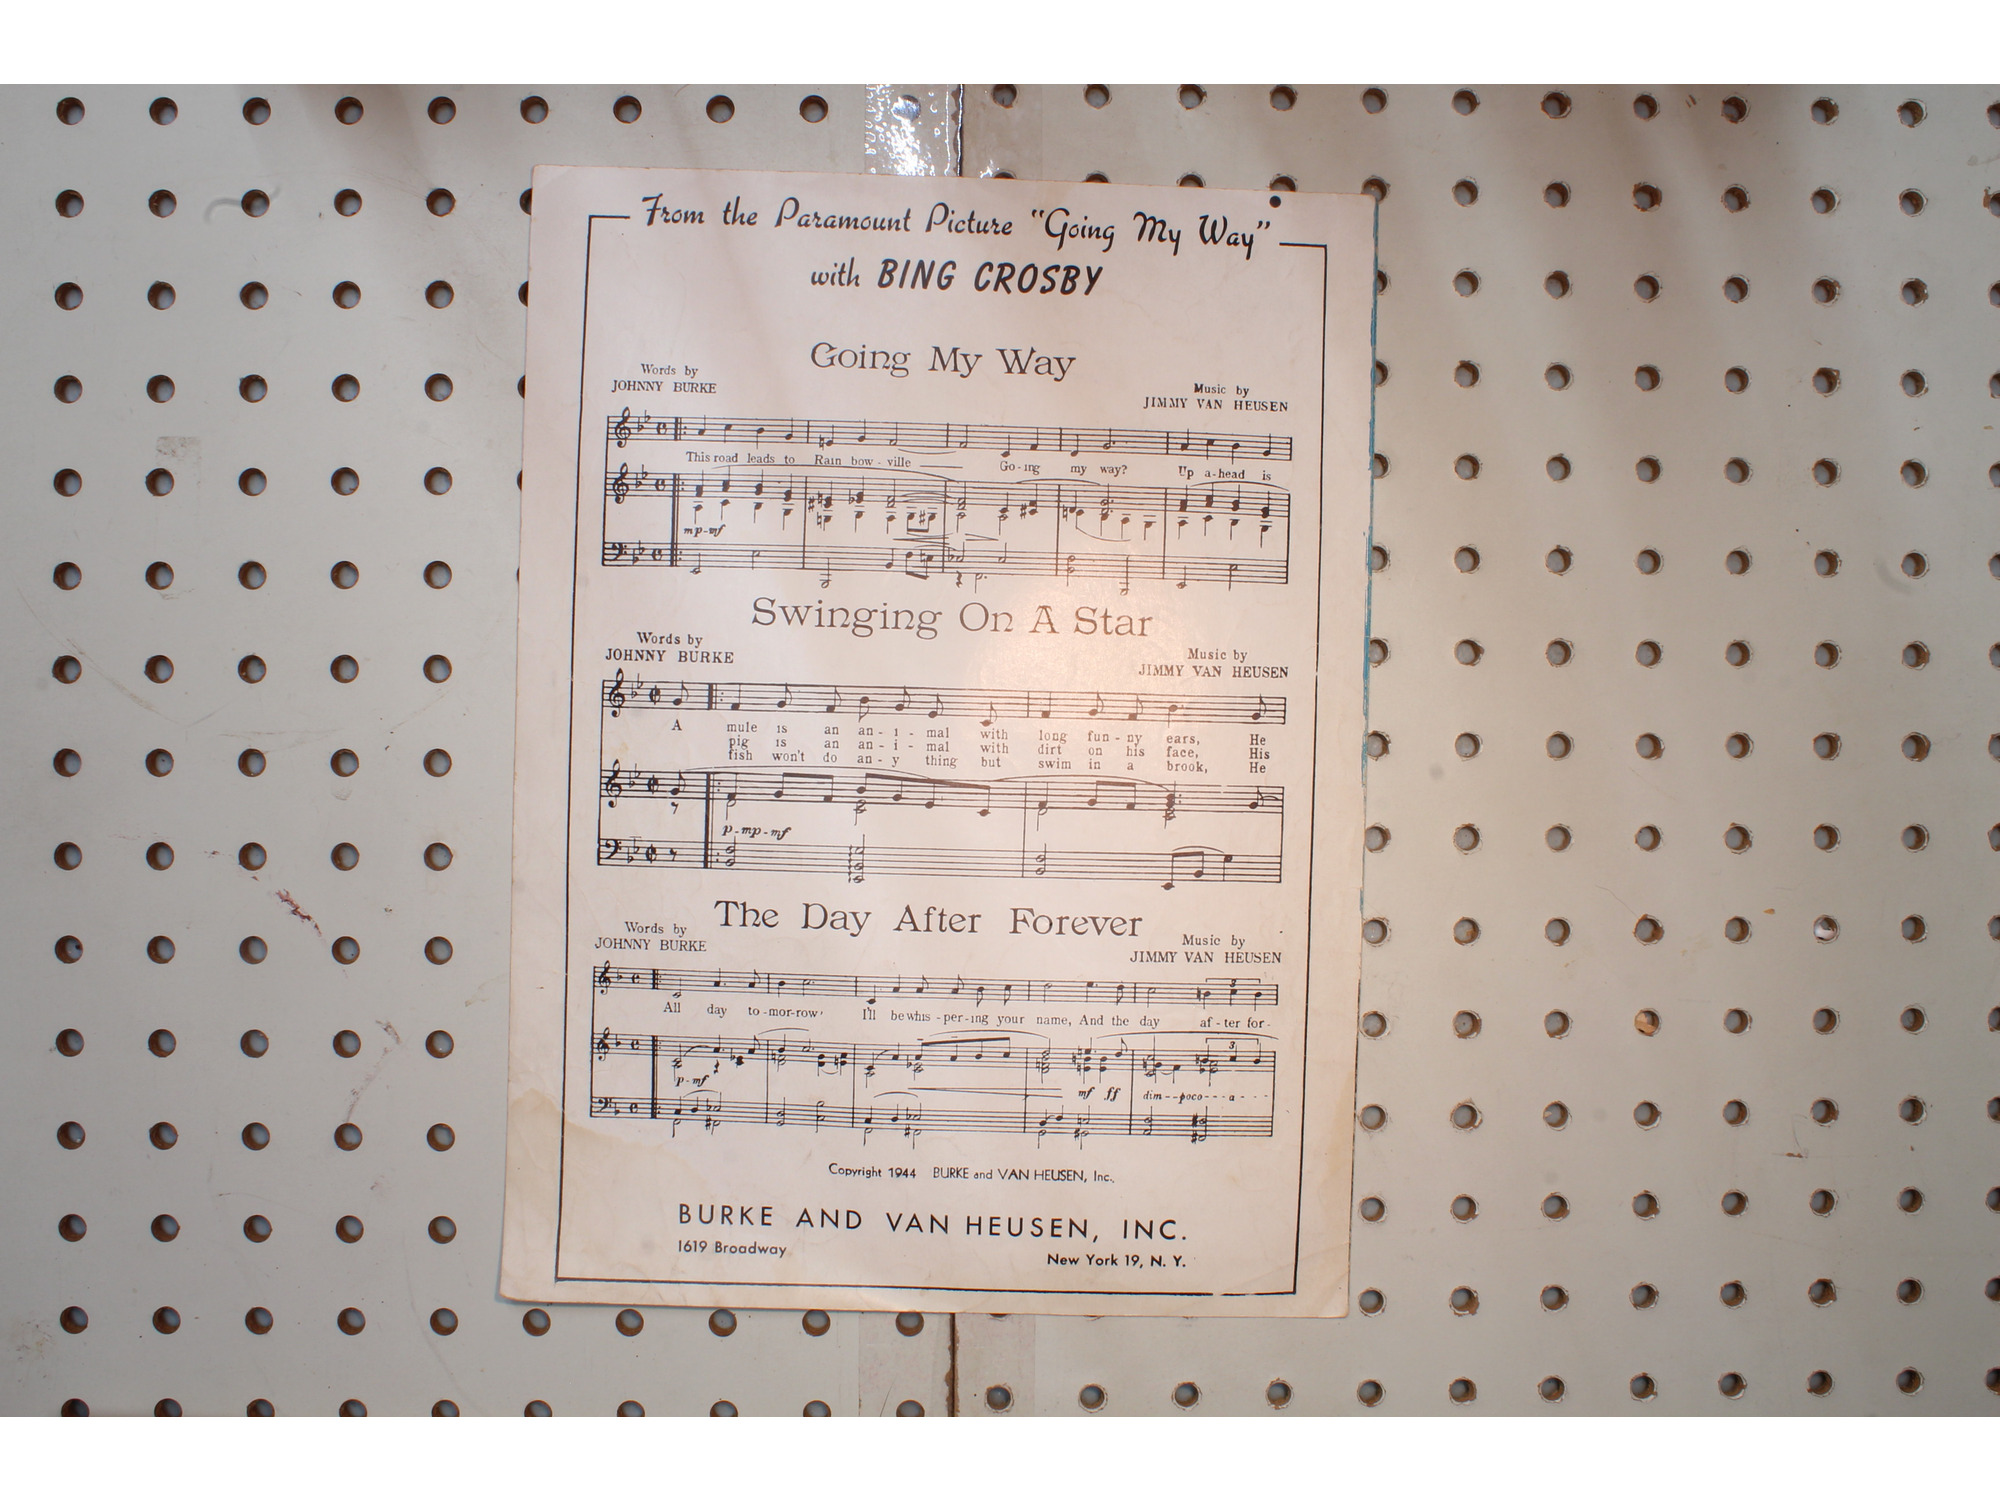 From the Paramount Picture "Going My Way"
with BING CROSBY
Going My Way
Words by
JOHNNY BURKE
Music by
JIMMY VAN HEUSEN
This road leads to Rain bow - ville Go - ing my way? Up a - head is
mp-mf
Swinging On A Star
Words by
JOHNNY BURKE
Music by
JIMMY VAN HEUSEN
A mule is an an - i - mal with long fun - ny ears, He
pig is an an - i - mal with dirt on his face, His
fish won't do an - y thing but swim in a brook, He
p-mp-mf
The Day After Forever
Words by
JOHNNY BURKE
Music by
JIMMY VAN HEUSEN
All day to - mor - row I'll be whis - per - ing your name, And the day af - ter for -
3
3
p-mf
mf ff dim - - poco - - - a - - -
Copyright 1944 BURKE and VAN HEUSEN, Inc.
BURKE AND VAN HEUSEN, INC.
1619 Broadway
New York 19, N. Y.